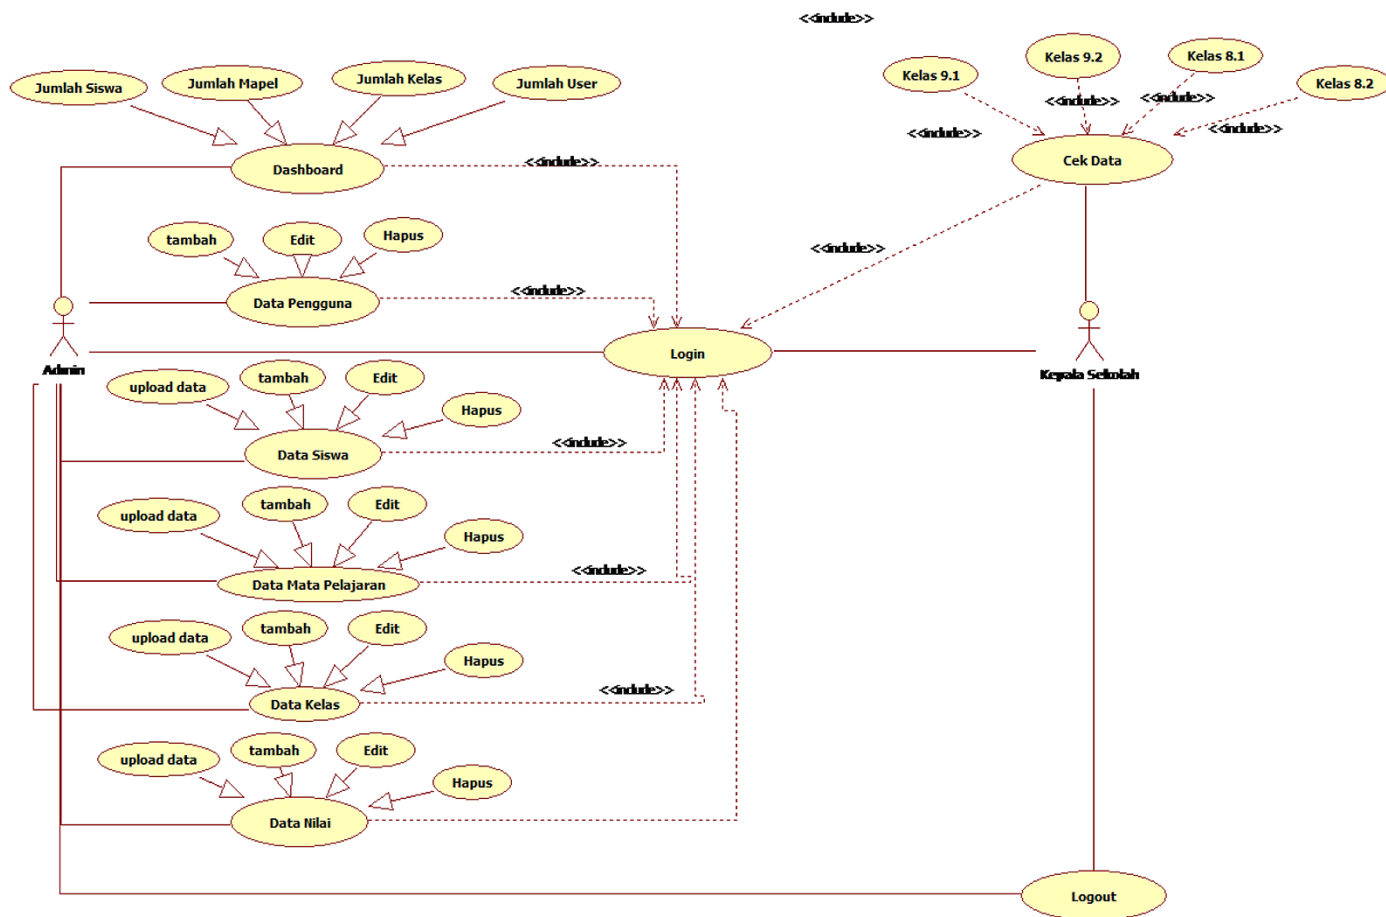 <<include>>
Kelas 9.1
Kelas 9.2
Kelas 8.1
Kelas 8.2
Jumlah Siswa
Jumlah Mapel
Jumlah Kelas
Jumlah User
<<include>>
<<include>>
<<include>>
<<include>>
Dashboard
<<include>>
Cek Data
tambah
Edit
Hapus
<<include>>
Data Pengguna
<<include>>
Login
Admin
Kepala Sekolah
upload data
tambah
Edit
Hapus
Data Siswa
<<include>>
upload data
tambah
Edit
Hapus
Data Mata Pelajaran
<<include>>
upload data
tambah
Edit
Hapus
Data Kelas
<<include>>
upload data
tambah
Edit
Hapus
Data Nilai
Logout